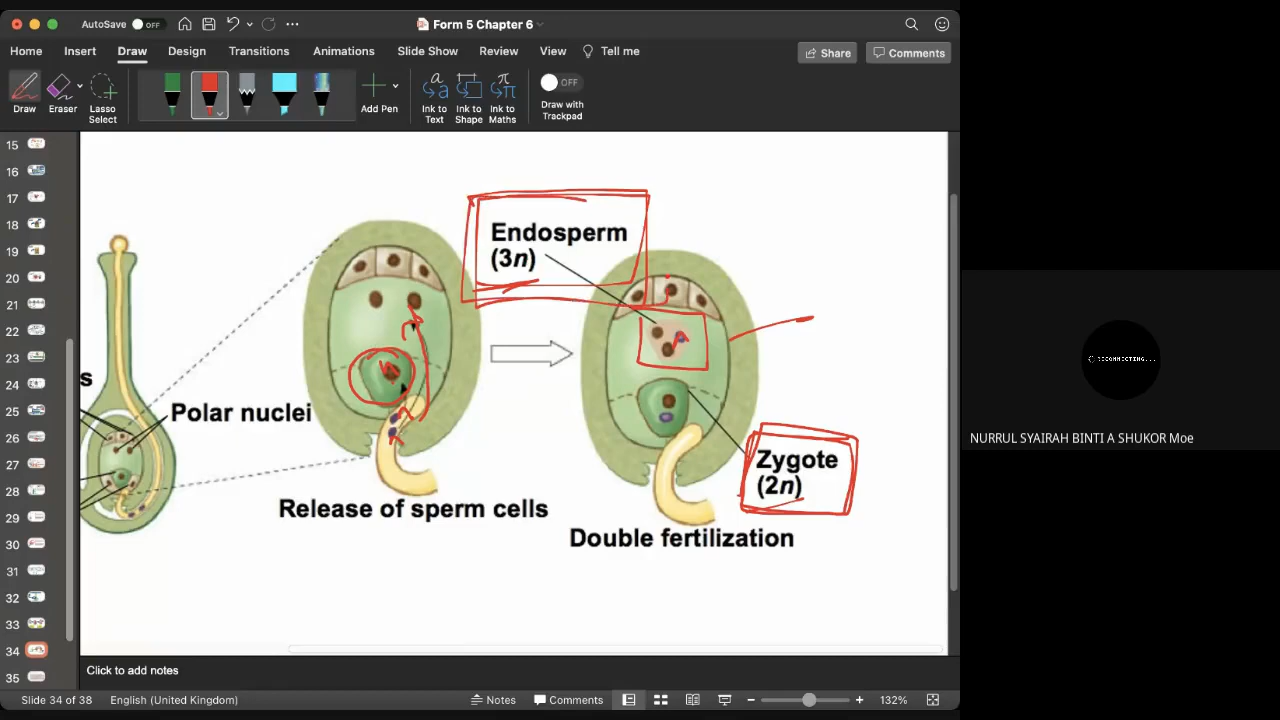 AutoSave OFF
Form 5 Chapter 6
Home Insert Draw Design Transitions Animations Slide Show Review View Tell me
Share Comments
Draw
Eraser
Lasso
Select
Add Pen
Ink to
Text
Ink to
Shape
Ink to
Maths
OFF
Draw with
Trackpad
15
16
17
18
19
20
21
22
23
24
25
26
27
28
29
30
31
32
33
34
35
s
Polar nuclei
Release of sperm cells
Endosperm
(3n)
Zygote
(2n)
Double fertilization
Click to add notes
Slide 34 of 38 English (United Kingdom) Notes Comments 132%
RECONNECTING...
NURRUL SYAIRAH BINTI A SHUKOR Moe